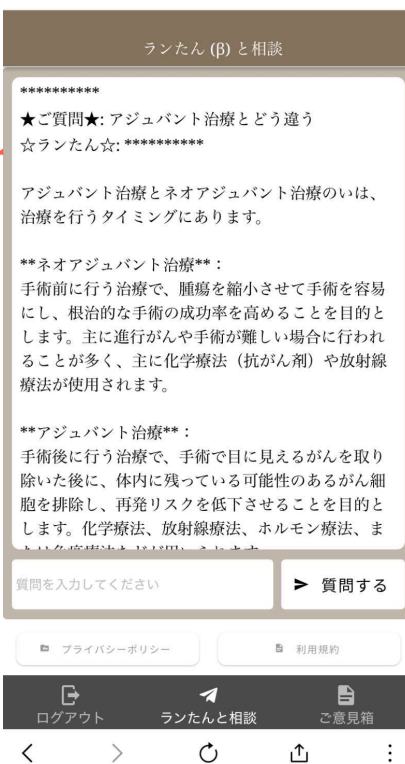 ランたん (β) と相談
**********
★ご質問★: アジュバント治療とどう違う
☆ランたん☆: **********
アジュバント治療とネオアジュバント治療のいは、
治療を行うタイミングにあります。
**ネオアジュバント治療**：
手術前に行う治療で、腫瘍を縮小させて手術を容易
にし、根治的な手術の成功率を高めることを目的と
します。主に進行がんや手術が難しい場合に行われ
ることが多く、主に化学療法（抗がん剤）や放射線
療法が使用されます。
**アジュバント治療**：
手術後に行う治療で、手術で目に見えるがんを取り
除いた後に、体内に残っている可能性のあるがん細
胞を排除し、再発リスクを低下させることを目的と
します。化学療法、放射線療法、ホルモン療法、ま
質問を入力してください
質問する
プライバシーポリシー
利用規約
ログアウト
ランたんと相談
ご意見箱